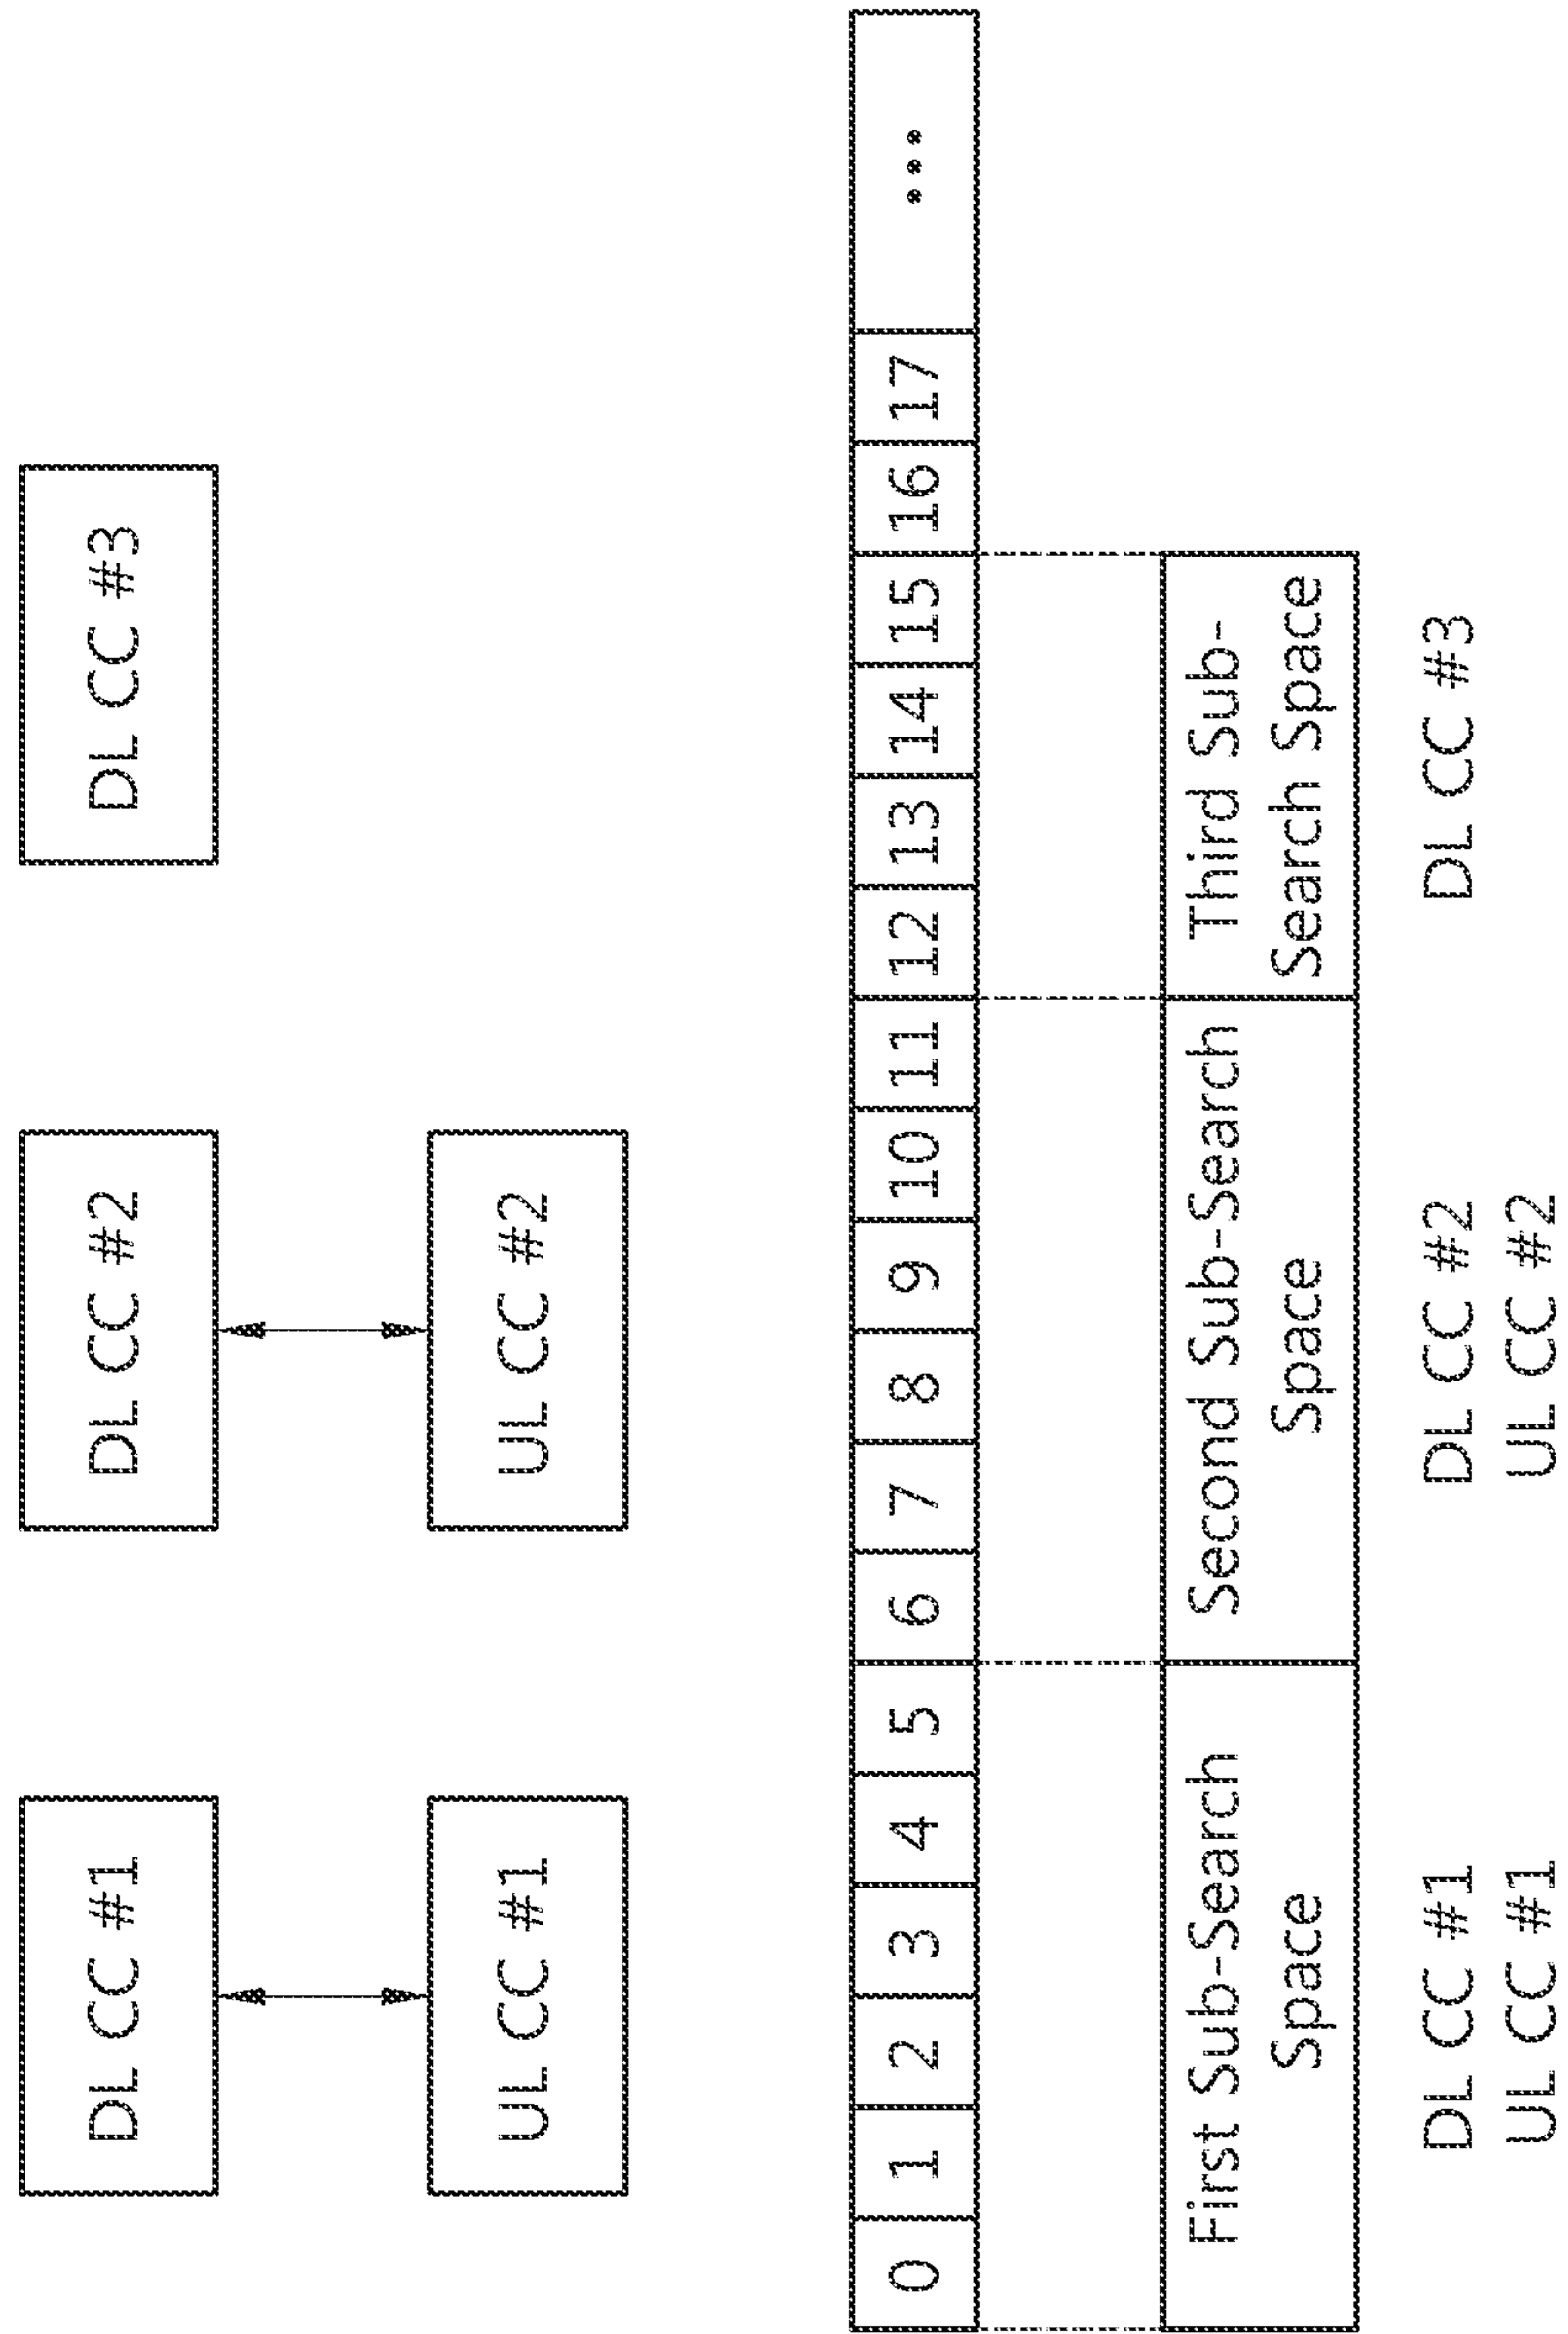 DL CC #1
DL CC #2
DL CC #3
UL CC #1
UL CC #2
0 1 2 3 4 5 6 7 8 9 10 11 12 13 14 15 16 17 ...
First Sub-Search
Space
Second Sub-Search
Space
Third Sub-
Search Space
DL CC #1
UL CC #1
DL CC #2
UL CC #2
DL CC #3